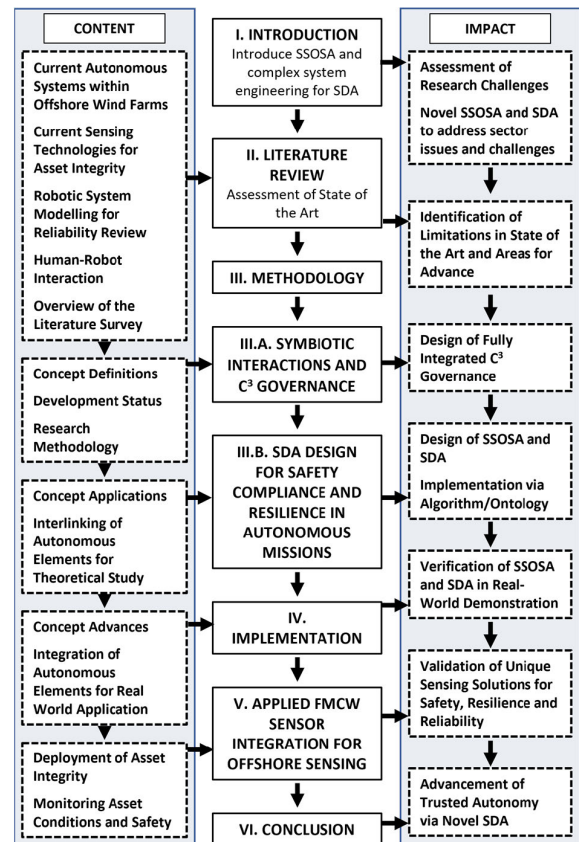 CONTENT
Current Autonomous
Systems within
Offshore Wind Farms
Current Sensing
Technologies for
Asset Integrity
Robotic System
Modelling for
Reliability Review
Human-Robot
Interaction
Overview of the
Literature Survey
Concept Definitions
Development Status
Research
Methodology
Concept Applications
Interlinking of
Autonomous
Elements for
Theoretical Study
Concept Advances
Integration of
Autonomous
Elements for Real
World Application
Deployment of Asset
Integrity
Monitoring Asset
Conditions and Safety
I. INTRODUCTION
Introduce SSOSA and
complex system
engineering for SDA
II. LITERATURE
REVIEW
Assessment of State of
the Art
III. METHODOLOGY
III.A. SYMBIOTIC
INTERACTIONS AND
C³ GOVERNANCE
III.B. SDA DESIGN
FOR SAFETY
COMPLIANCE AND
RESILIENCE IN
AUTONOMOUS
MISSIONS
IV.
IMPLEMENTATION
V. APPLIED FMCW
SENSOR
INTEGRATION FOR
OFFSHORE SENSING
VI. CONCLUSION
IMPACT
Assessment of
Research Challenges
Novel SSOSA and SDA
to address sector
issues and challenges
Identification of
Limitations in State of
the Art and Areas for
Advance
Design of Fully
Integrated C³
Governance
Design of SSOSA and
SDA
Implementation via
Algorithm/Ontology
Verification of SSOSA
and SDA in Real-
World Demonstration
Validation of Unique
Sensing Solutions for
Safety, Resilience and
Reliability
Advancement of
Trusted Autonomy
via Novel SDA